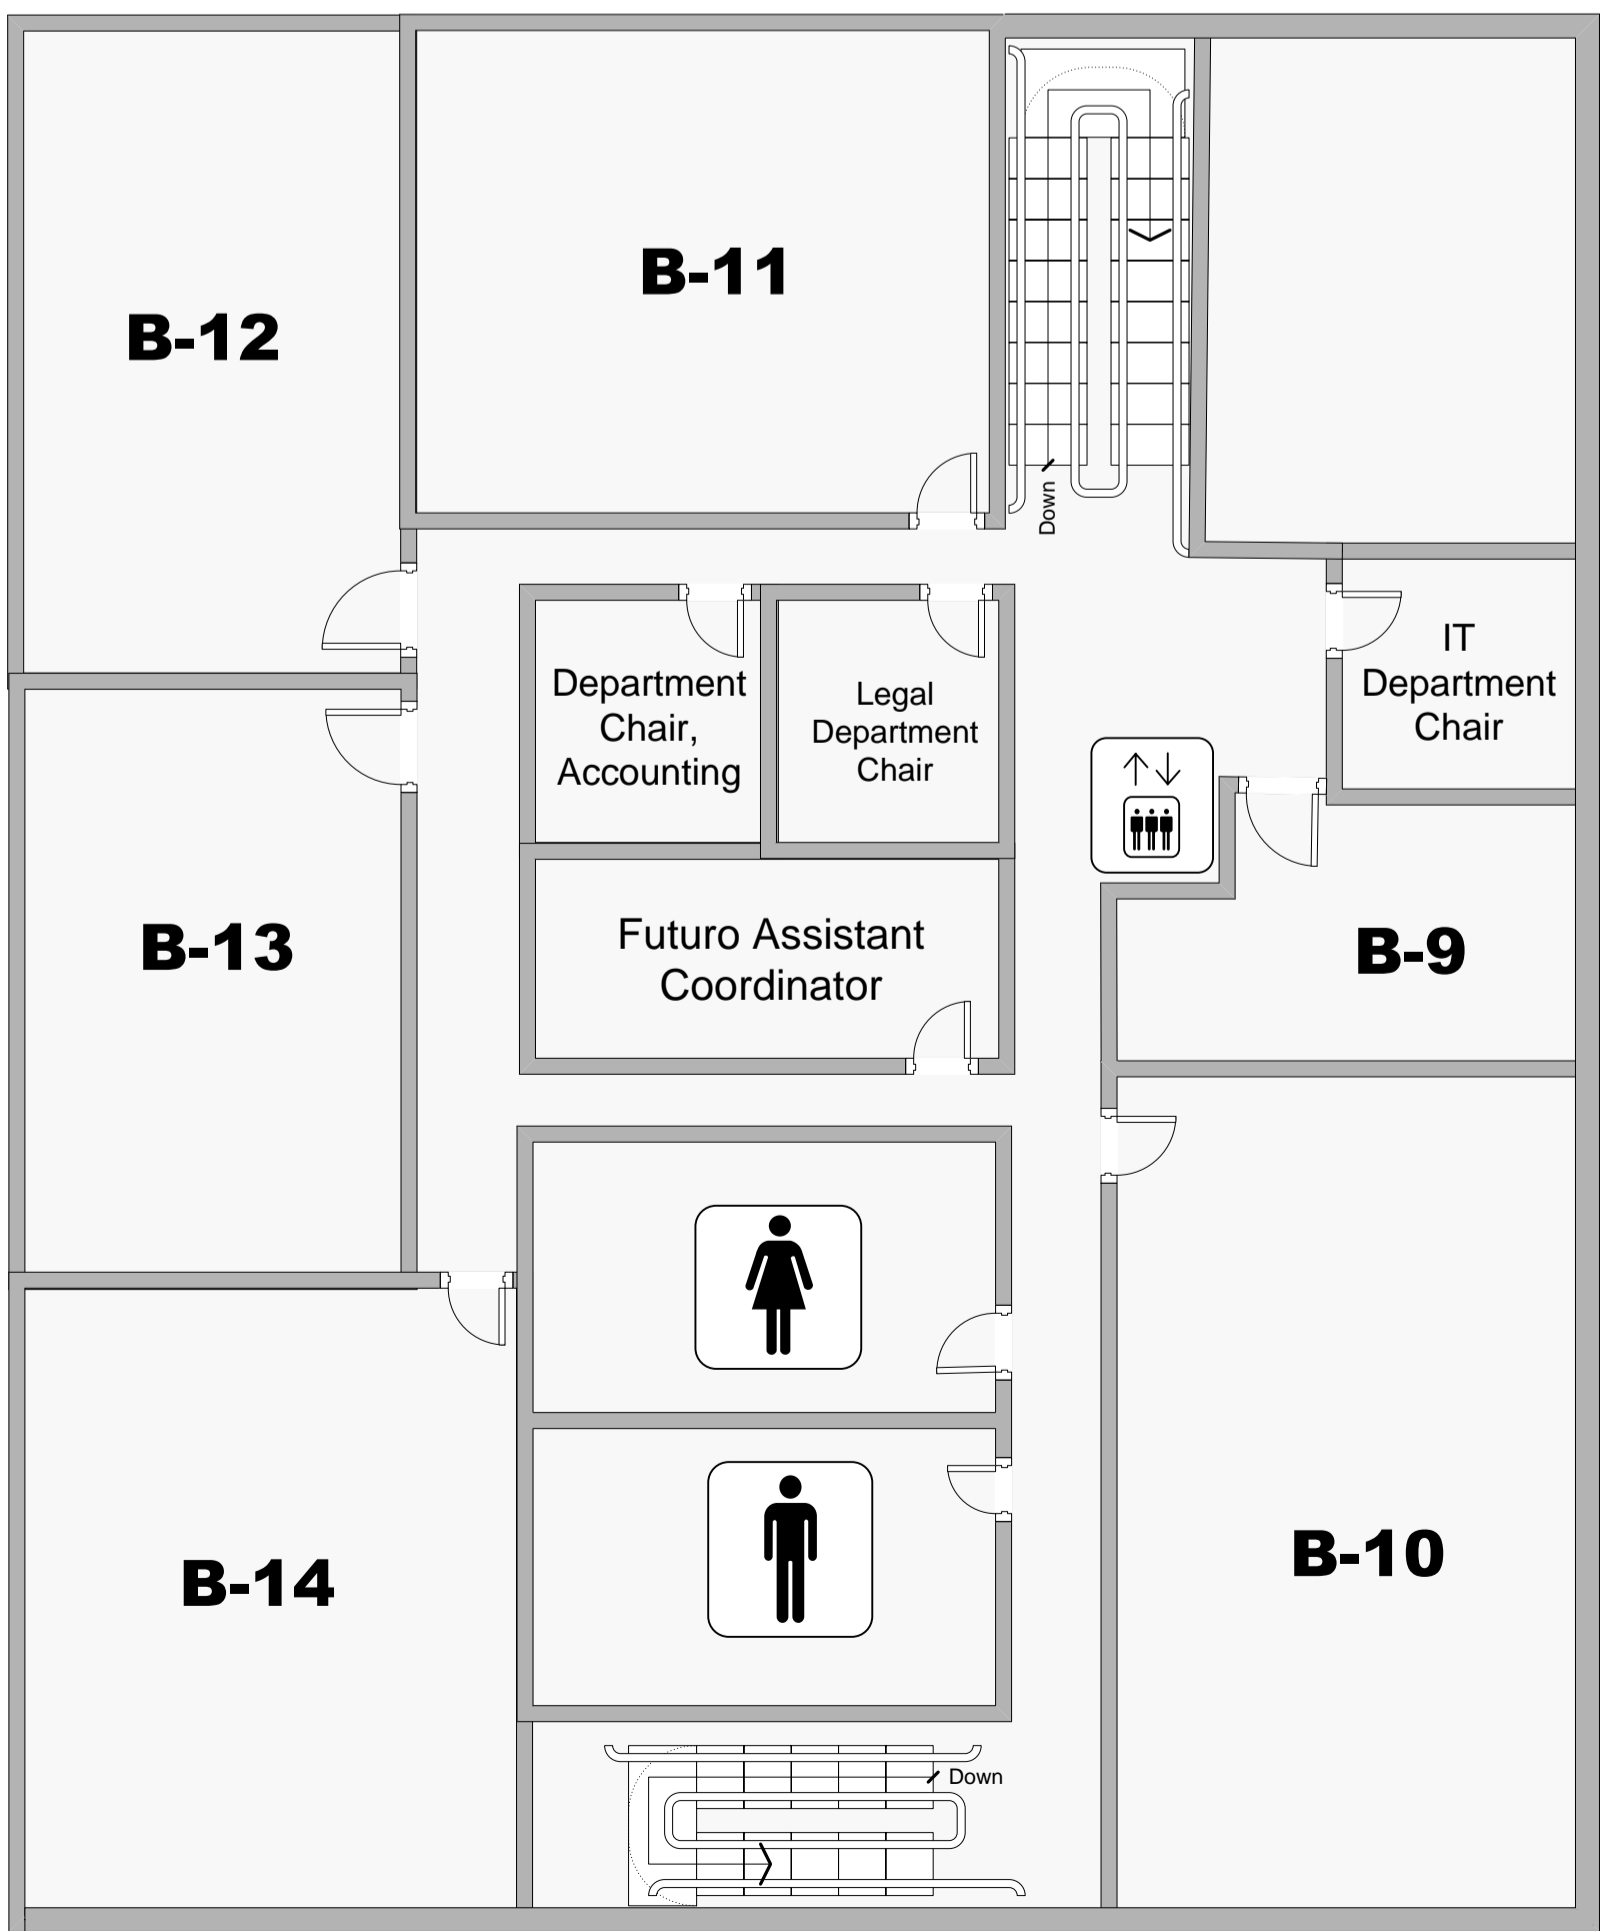 B-11
B-12
Down
IT
Department
Chair
Department
Chair,
Accounting
Legal
Department
Chair
B-13
Futuro Assistant
Coordinator
B-9
B-14
B-10
Down